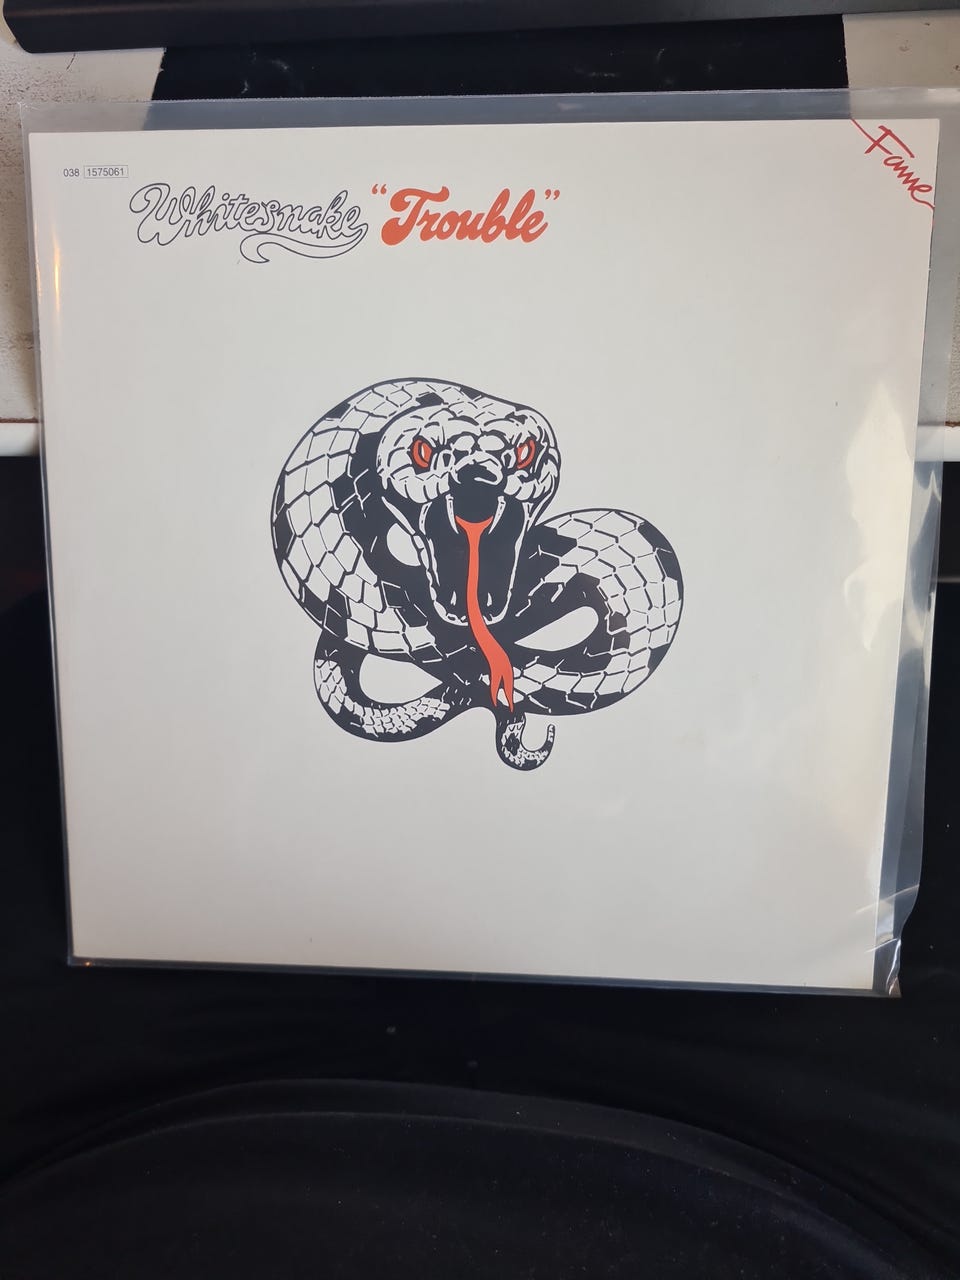 038 1575061
Whitesnake “Trouble”
Fame